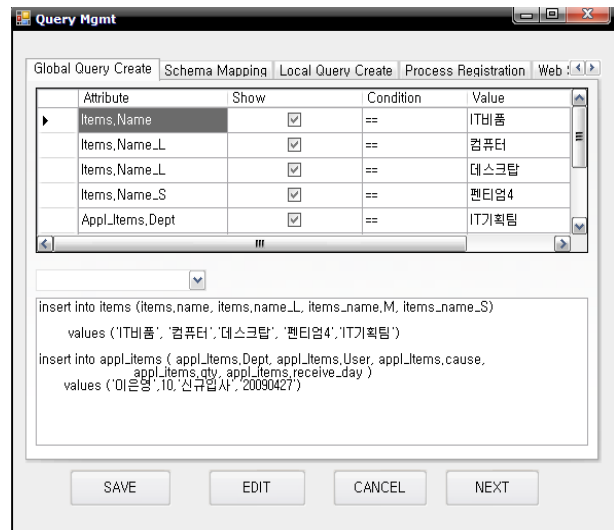 Query Mgmt
Global Query Create Schema Mapping Local Query Create Process Registration Web
Attribute Show Condition Value
Items,Name == IT비품
Items,Name_L == 컴퓨터
Items,Name_L == 데스크탑
Items,Name_S == 펜티엄4
Appl_Items,Dept == IT기획팀
insert into items (items,name, items,name_L, items_name,M, items_name_S)
values ('IT비품', '컴퓨터','데스크탑', '펜티엄4','IT기획팀')
insert into appl_items ( appl_Items,Dept, appl_Items,User, appl_Items,cause,
appl_items,qty, appl_items,receive_day )
values ('이은영',10,'신규입사','20090427')
SAVE EDIT CANCEL NEXT